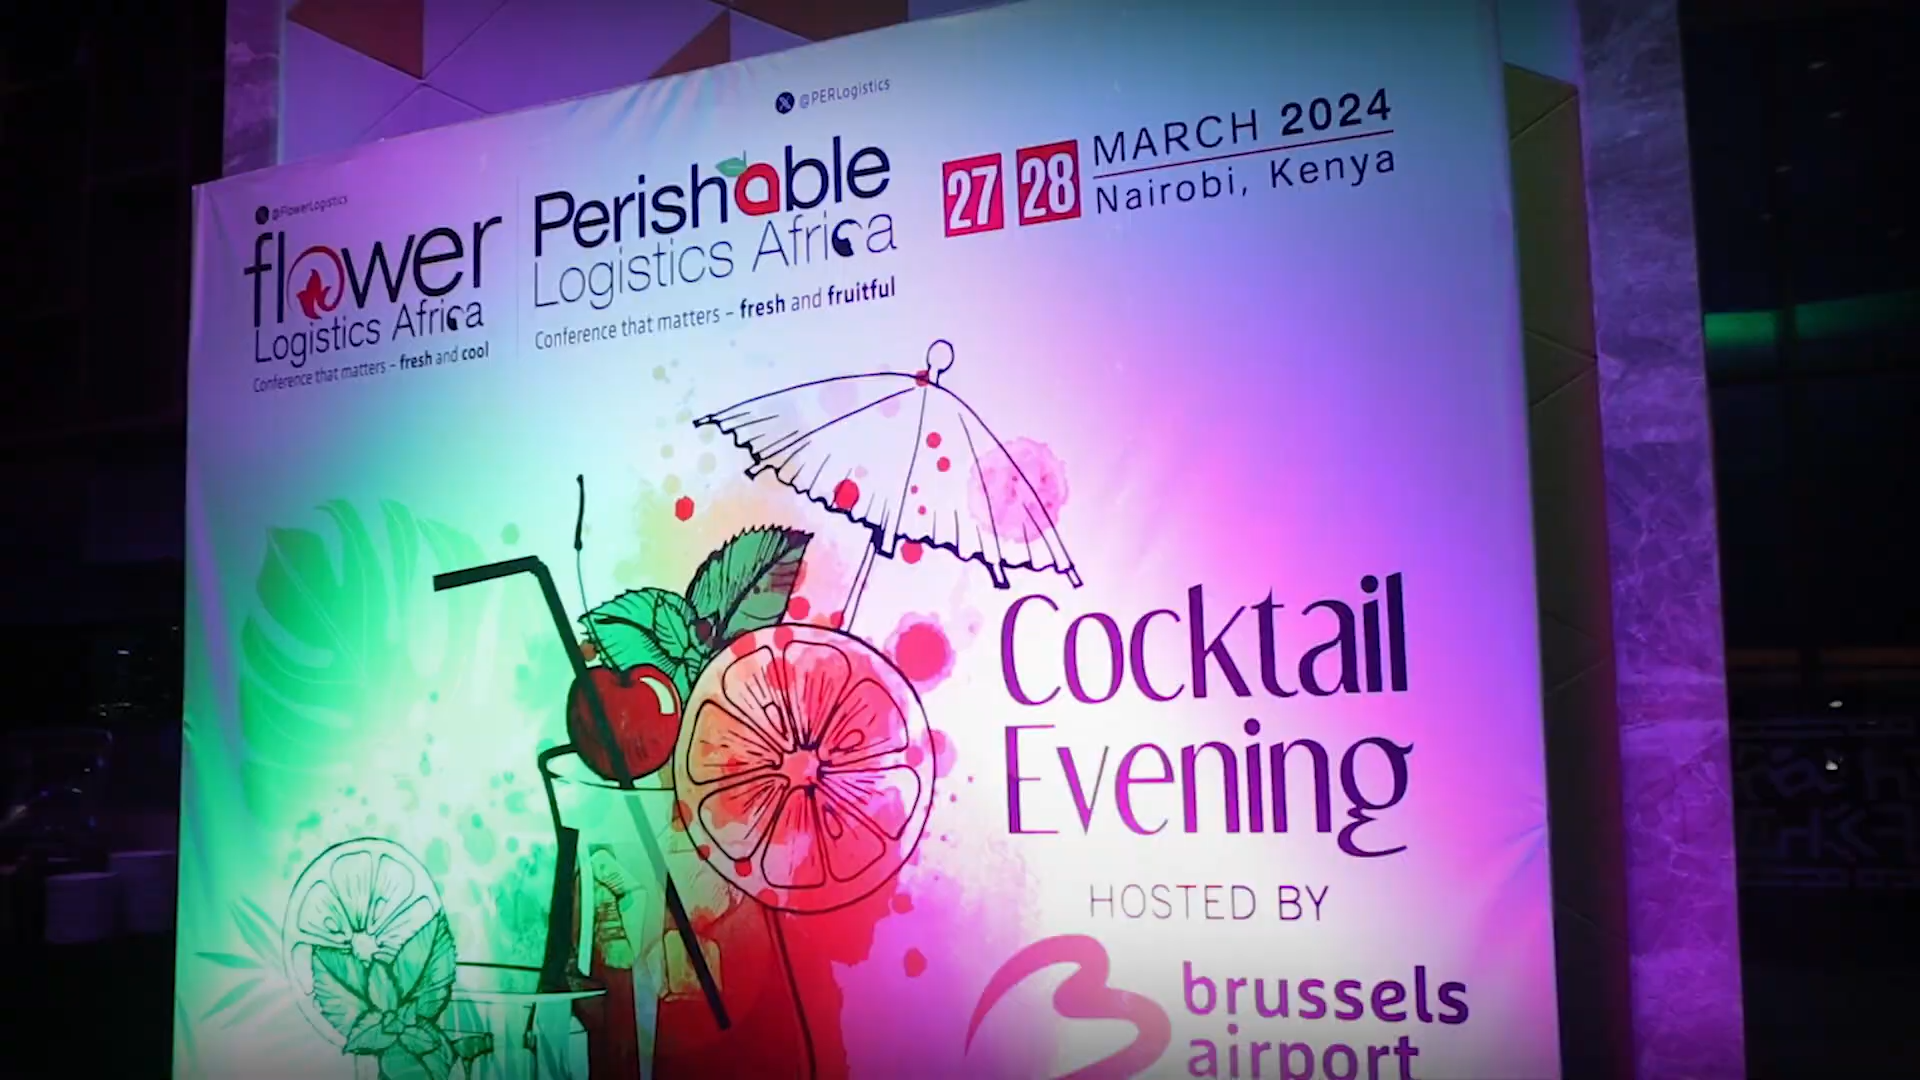 @FlowerLogistics
flower
Logistics Africa
Conference that matters – fresh and cool
@PERLogistics
Perishable
Logistics Africa
Conference that matters – fresh and fruitful
27 28 MARCH 2024
Nairobi, Kenya
Cocktail
Evening
HOSTED BY
brussels
airport